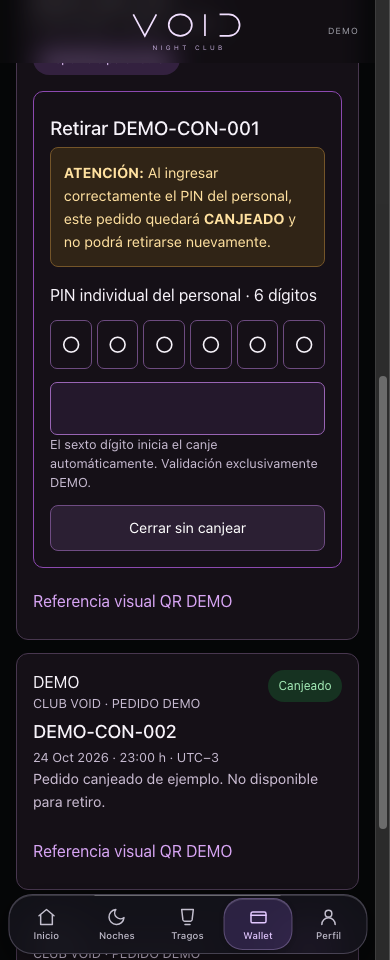 VOID
NIGHT CLUB
DEMO
Retirar DEMO-CON-001
ATENCIÓN: Al ingresar
correctamente el PIN del personal,
este pedido quedará CANJEADO y
no podrá retirarse nuevamente.
PIN individual del personal · 6 dígitos
El sexto dígito inicia el canje
automáticamente. Validación exclusivamente
DEMO.
Cerrar sin canjear
Referencia visual QR DEMO
DEMO
Canjeado
CLUB VOID · PEDIDO DEMO
DEMO-CON-002
24 Oct 2026 · 23:00 h · UTC−3
Pedido canjeado de ejemplo. No disponible
para retiro.
Referencia visual QR DEMO
Inicio
Noches
Tragos
Wallet
Perfil
CLUB VOID · PEDIDO DEMO